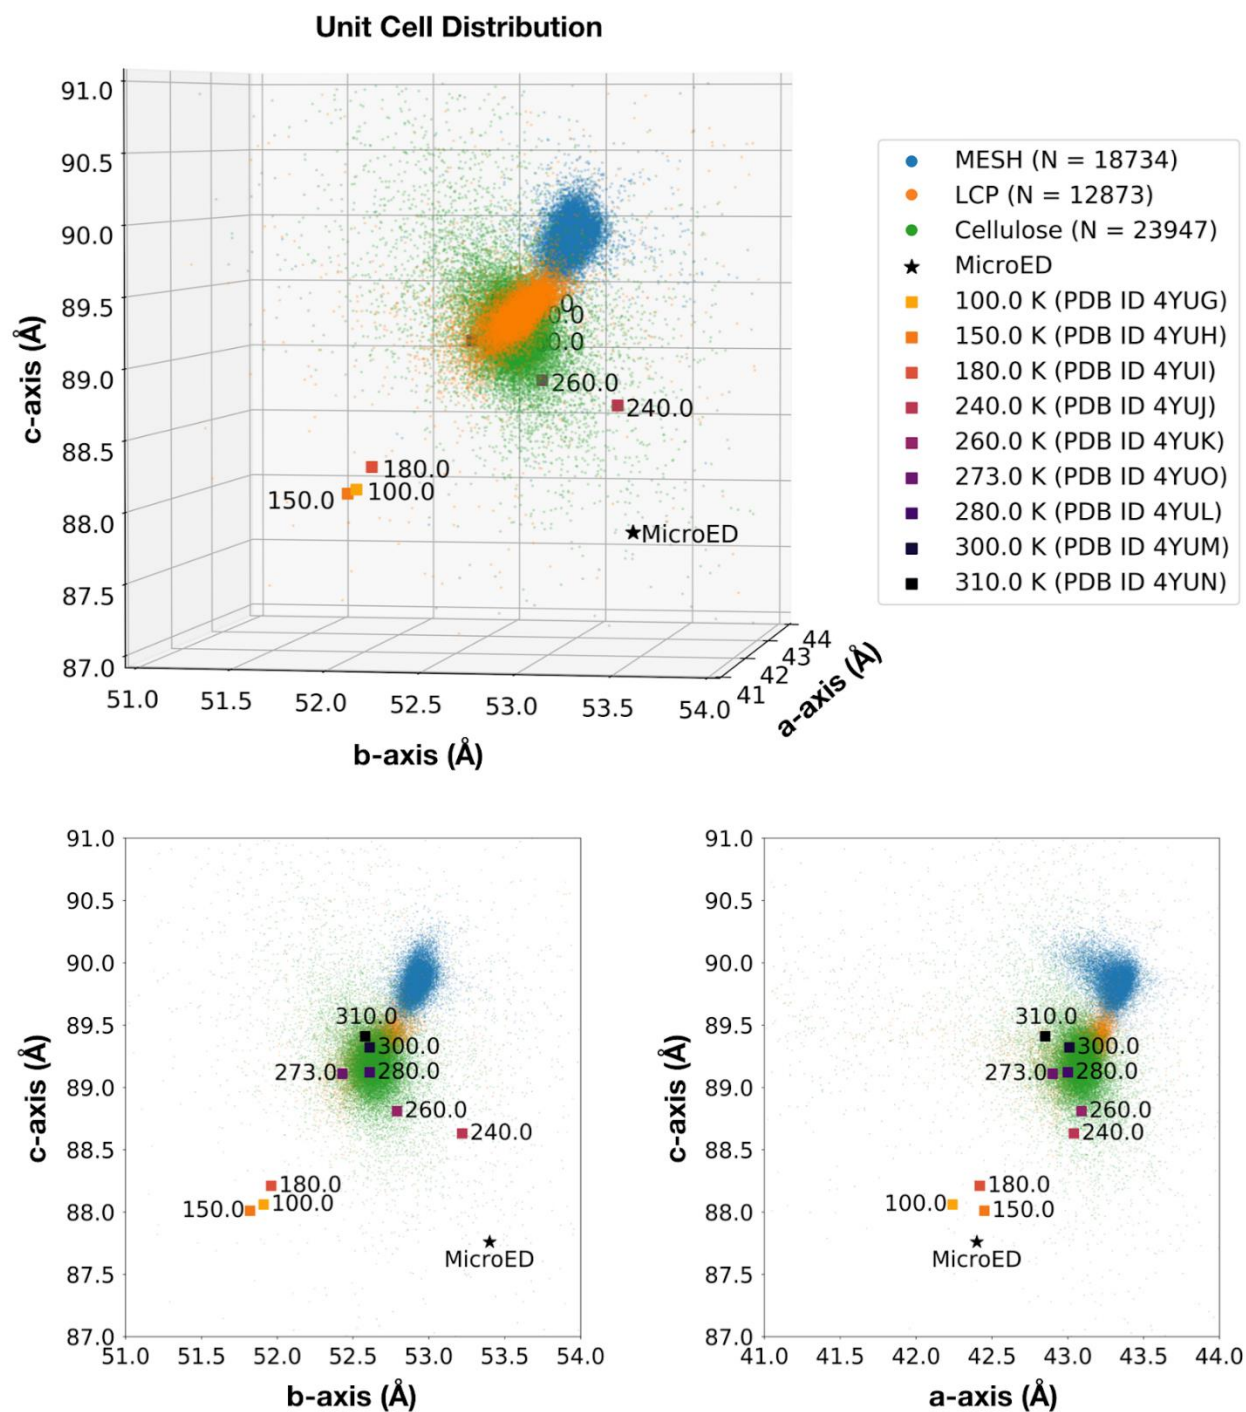 Unit Cell Distribution
91.0
90.5
90.0
89.5
89.0
88.5
88.0
87.5
87.0
c-axis (Å)
0
0.0
0.0
260.0
240.0
180.0
100.0
150.0
MicroED
51.0
51.5
52.0
52.5
53.0
53.5
54.0
b-axis (Å)
41
42
43
44
a-axis (Å)
MESH (N = 18734)
LCP (N = 12873)
Cellulose (N = 23947)
MicroED
100.0 K (PDB ID 4YUG)
150.0 K (PDB ID 4YUH)
180.0 K (PDB ID 4YUI)
240.0 K (PDB ID 4YUJ)
260.0 K (PDB ID 4YUK)
273.0 K (PDB ID 4YUO)
280.0 K (PDB ID 4YUL)
300.0 K (PDB ID 4YUM)
310.0 K (PDB ID 4YUN)
91.0
90.5
90.0
89.5
89.0
88.5
88.0
87.5
87.0
c-axis (Å)
310.0
300.0
273.0
280.0
260.0
240.0
180.0
150.0
100.0
MicroED
51.0 51.5 52.0 52.5 53.0 53.5 54.0
b-axis (Å)
91.0
90.5
90.0
89.5
89.0
88.5
88.0
87.5
87.0
c-axis (Å)
310.0
300.0
273.0
280.0
260.0
240.0
180.0
100.0
150.0
MicroED
41.0 41.5 42.0 42.5 43.0 43.5 44.0
a-axis (Å)